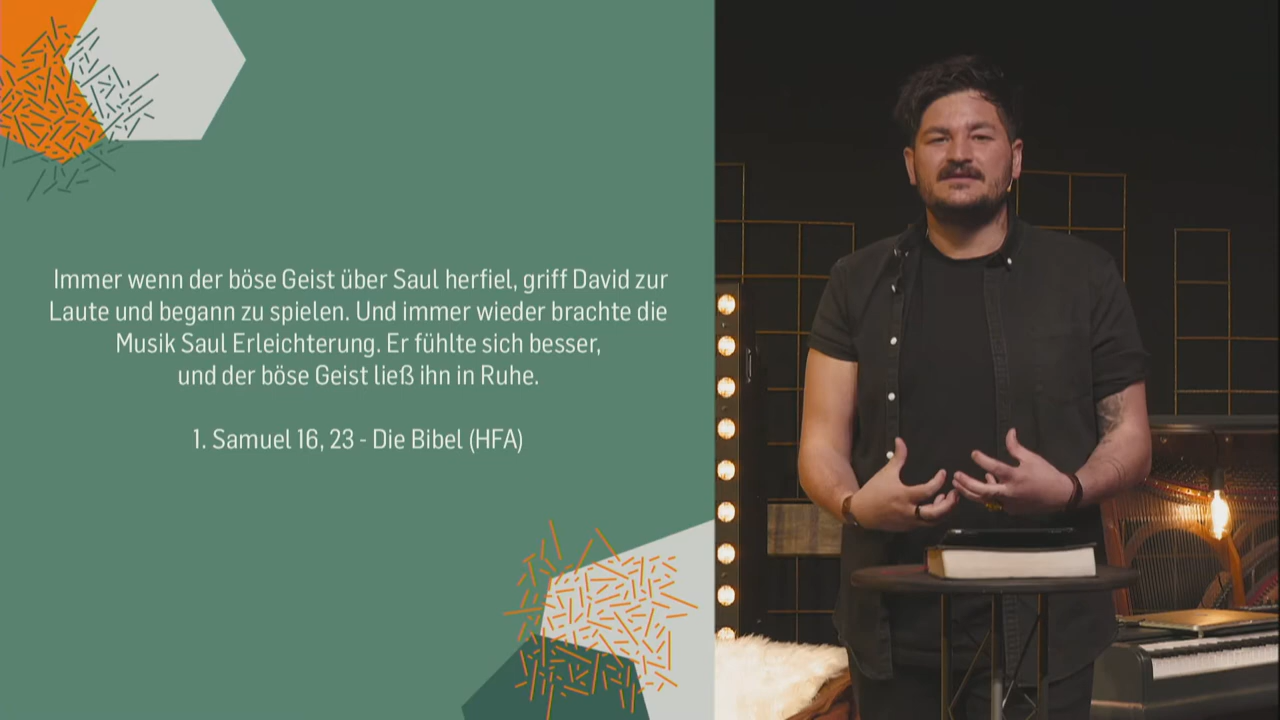 Immer wenn der böse Geist über Saul herfiel, griff David zur
Laute und begann zu spielen. Und immer wieder brachte die
Musik Saul Erleichterung. Er fühlte sich besser,
und der böse Geist ließ ihn in Ruhe.
1. Samuel 16, 23 - Die Bibel (HFA)